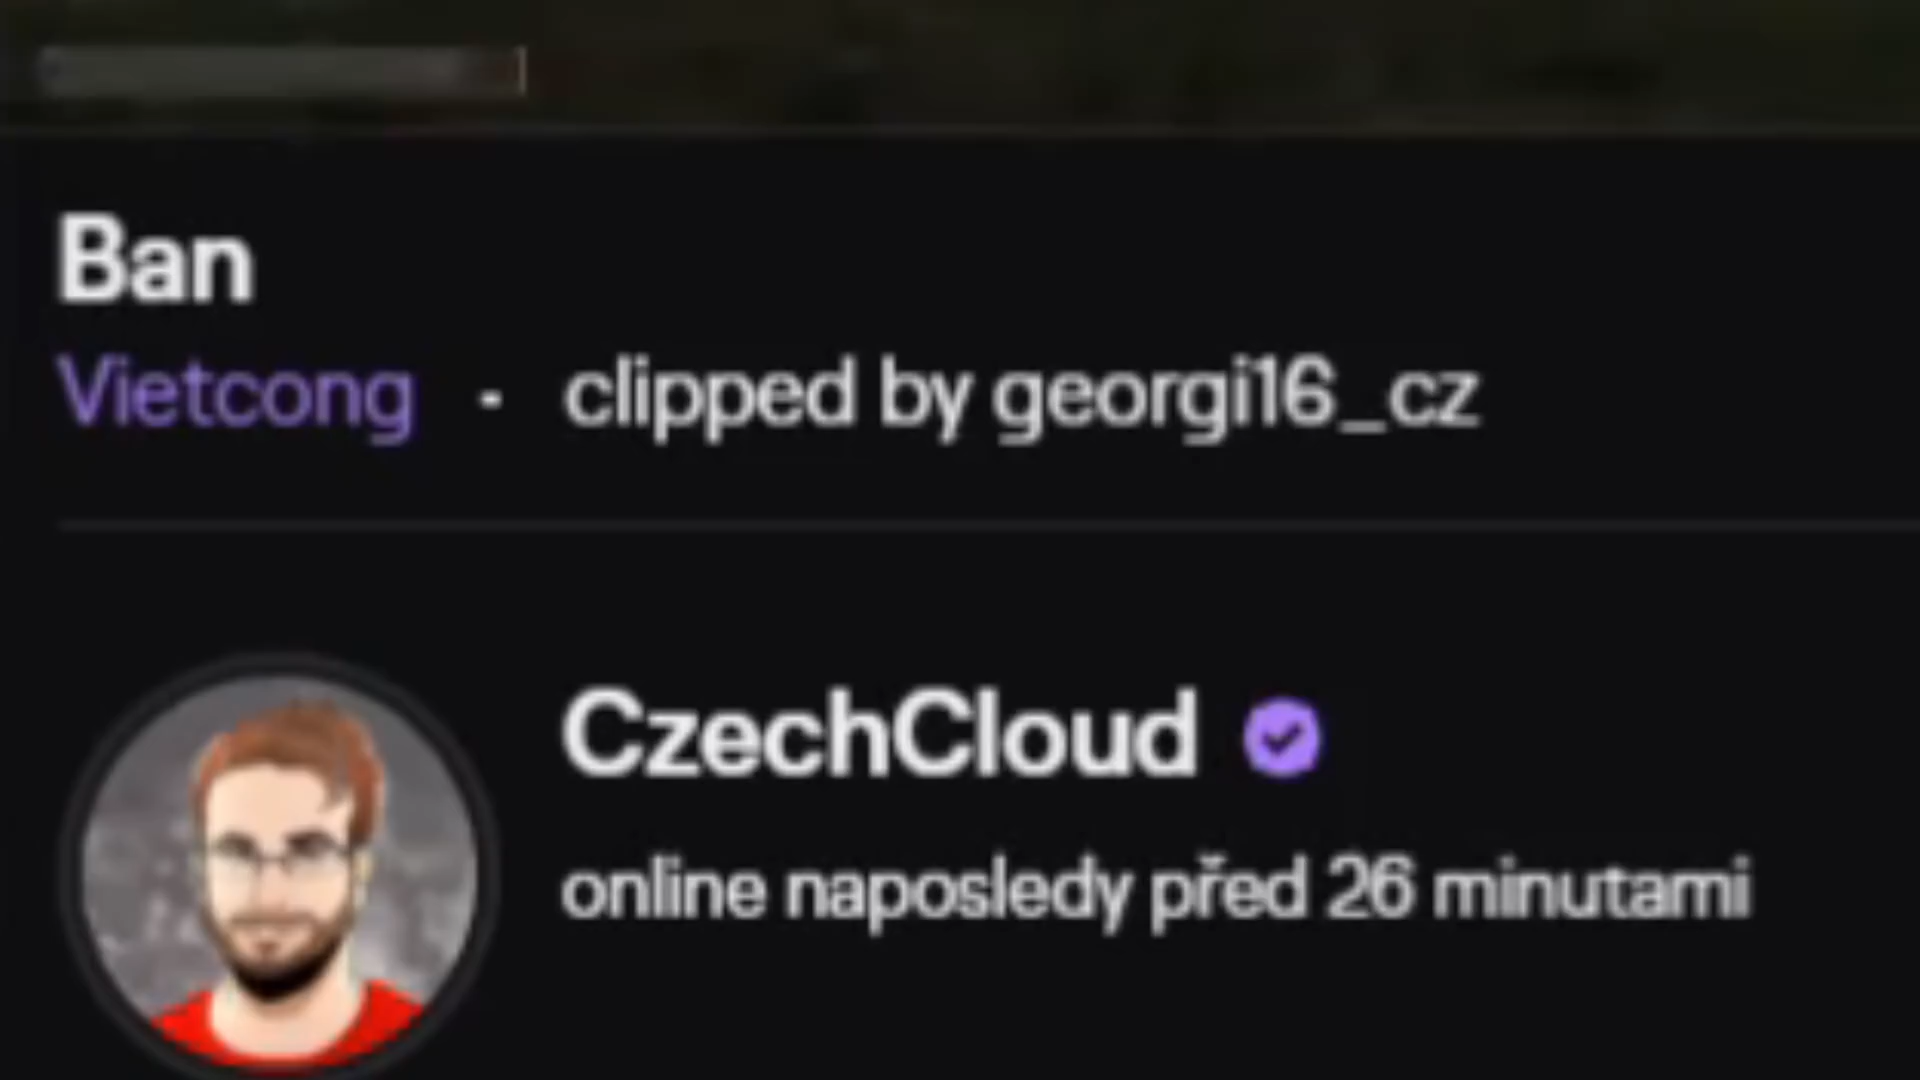 Ban
Vietcong - clipped by georgi16_cz
CzechCloud
online naposledy před 26 minutami